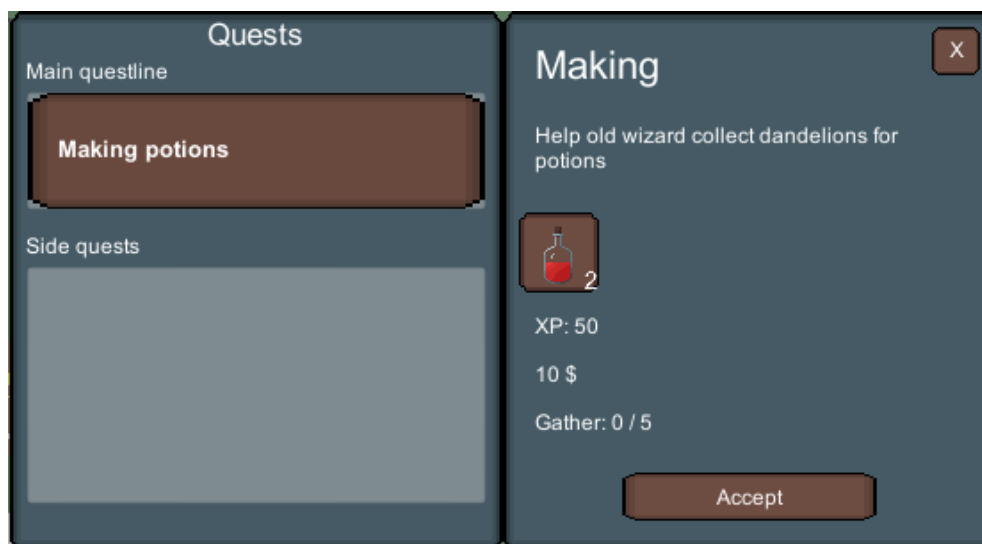 Quests
Main questline
Making potions
Side quests
Making
X
Help old wizard collect dandelions for
potions
2
XP: 50
10 $
Gather: 0 / 5
Accept